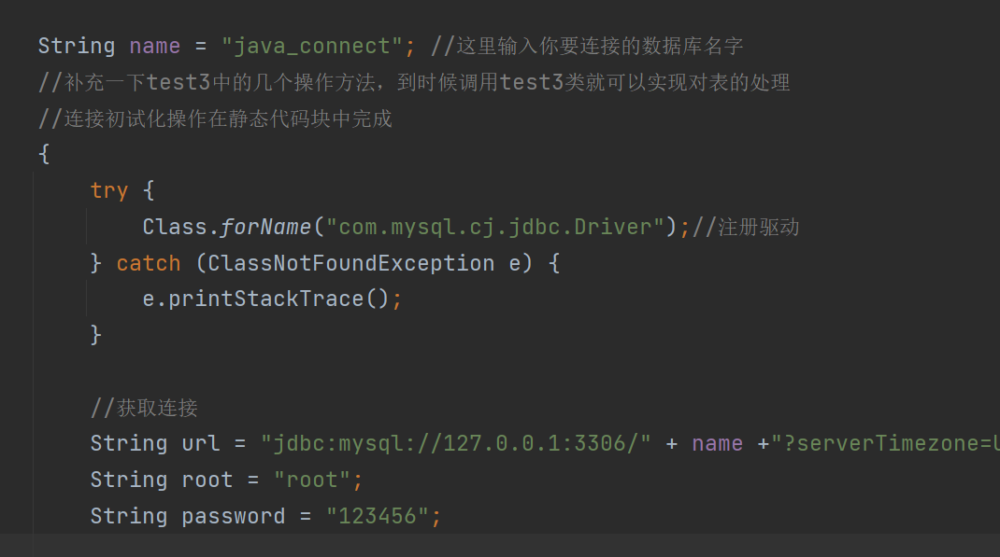 String name = "java_connect"; //这里输入你要连接的数据库名字
//补充一下test3中的几个操作方法，到时候调用test3类就可以实现对表的处理
//连接初试化操作在静态代码块中完成
{
try {
Class.forName("com.mysql.cj.jdbc.Driver");//注册驱动
} catch (ClassNotFoundException e) {
e.printStackTrace();
}
//获取连接
String url = "jdbc:mysql://127.0.0.1:3306/" + name +"?serverTimezone=
String root = "root";
String password = "123456";